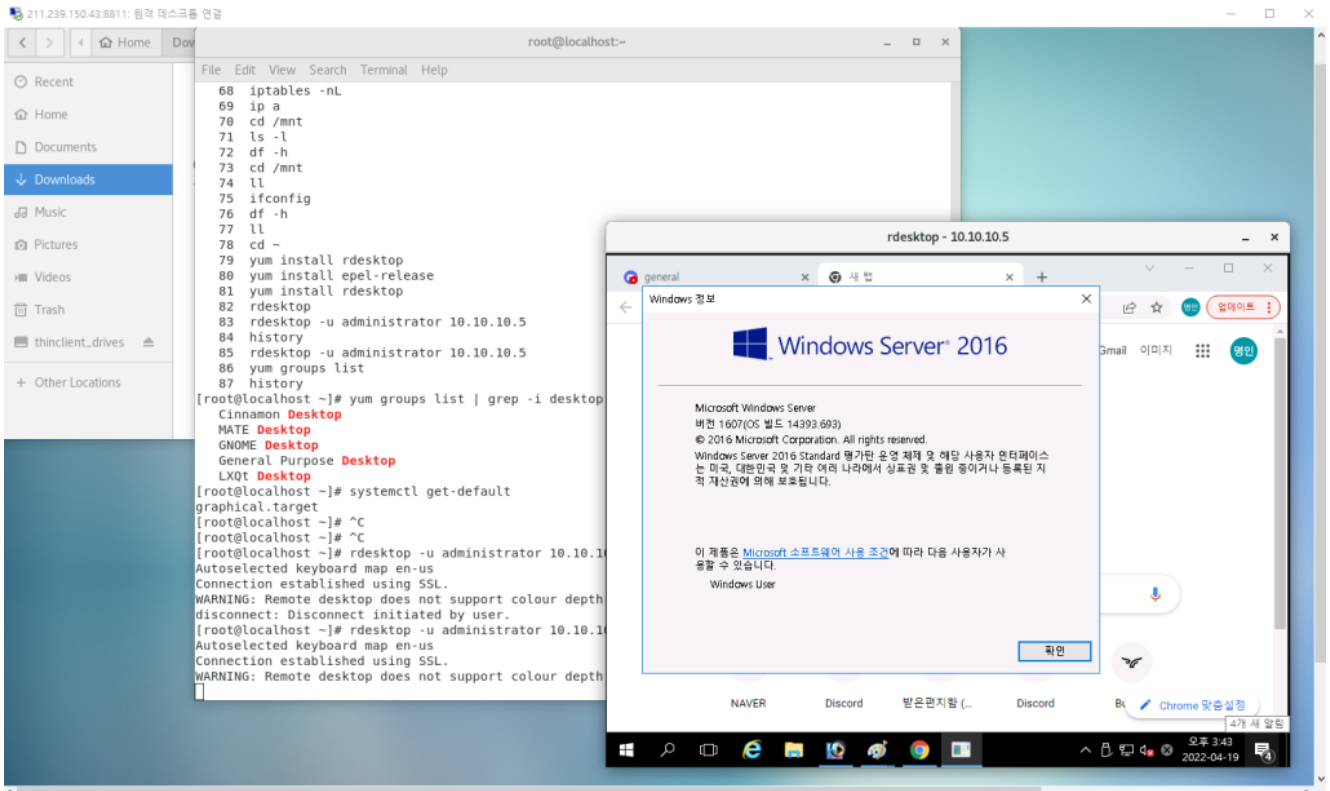 211.239.150.43:8811: 원격 데스크톱 연결
Home
Dov
root@localhost:~
File Edit View Search Terminal Help
Recent
Home
Documents
Downloads
Music
Pictures
Videos
Trash
thinclient_drives
+ Other Locations
68 iptables -nL
69 ip a
70 cd /mnt
71 ls -l
72 df -h
73 cd /mnt
74 ll
75 ifconfig
76 df -h
77 ll
78 cd ~
79 yum install rdesktop
80 yum install epel-release
81 yum install rdesktop
82 rdesktop
83 rdesktop -u administrator 10.10.10.5
84 history
85 rdesktop -u administrator 10.10.10.5
86 yum groups list
87 history
[root@localhost ~]# yum groups list | grep -i desktop
Cinnamon Desktop
MATE Desktop
GNOME Desktop
General Purpose Desktop
LXQt Desktop
[root@localhost ~]# systemctl get-default
graphical.target
[root@localhost ~]# ^C
[root@localhost ~]# ^C
[root@localhost ~]# rdesktop -u administrator 10.10.1
Autoselected keyboard map en-us
Connection established using SSL.
WARNING: Remote desktop does not support colour depth
disconnect: Disconnect initiated by user.
[root@localhost ~]# rdesktop -u administrator 10.10.1
Autoselected keyboard map en-us
Connection established using SSL.
WARNING: Remote desktop does not support colour depth
rdesktop - 10.10.10.5
general
새 탭
명인
업데이트
Gmail 이미지
명인
Windows 정보
Windows Server 2016
Microsoft Windows Server
버전 1607(OS 빌드 14393.693)
© 2016 Microsoft Corporation. All rights reserved.
Windows Server 2016 Standard 평가판 운영 체제 및 해당 사용자 인터페이스
는 미국, 대한민국 및 기타 여러 나라에서 상표권 및 출원 중이거나 등록된 지
적 재산권에 의해 보호됩니다.
이 제품은 Microsoft 소프트웨어 사용 조건에 따라 다음 사용자가 사
용할 수 있습니다.
Windows User
확인
NAVER
Discord
받은편지함 (...
Discord
Chrome 맞춤설정
4개 새 알림
오후 3:43
2022-04-19
4